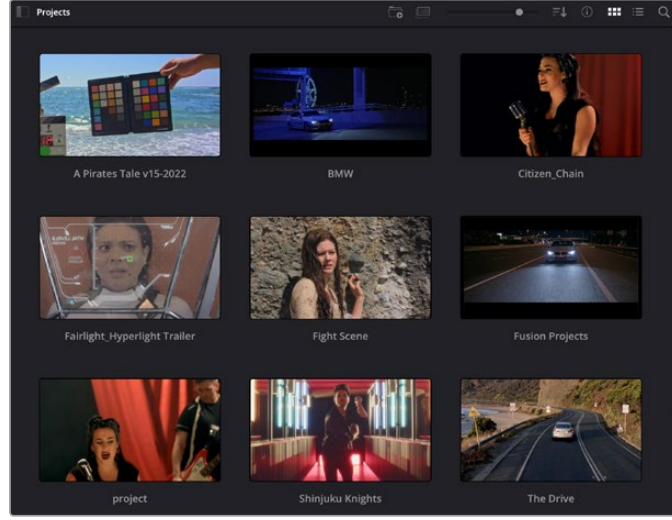 Projects
A Pirates Tale v15-2022
BMW
Citizen_Chain
Fairlight_Hyperlight Trailer
Fight Scene
Fusion Projects
project
Shinjuku Knights
The Drive